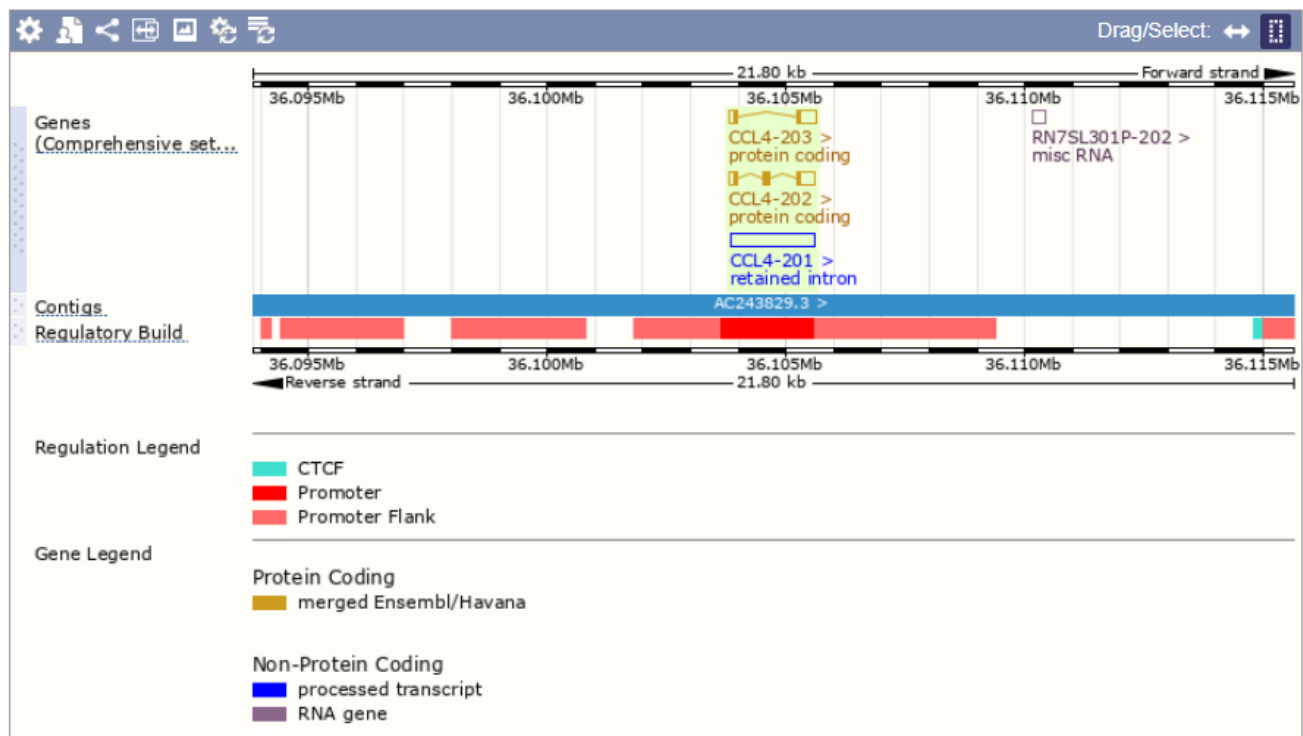 Drag/Select:
21.80 kb Forward strand
36.095Mb 36.100Mb 36.105Mb 36.110Mb 36.115Mb
Genes
(Comprehensive set...
CCL4-203 >
protein coding
RN7SL301P-202 >
misc RNA
CCL4-202 >
protein coding
CCL4-201 >
retained intron
Contigs
AC243829.3 >
Regulatory Build
36.095Mb 36.100Mb 36.105Mb 36.110Mb 36.115Mb
Reverse strand 21.80 kb
Regulation Legend
CTCF
Promoter
Promoter Flank
Gene Legend
Protein Coding
merged Ensembl/Havana
Non-Protein Coding
processed transcript
RNA gene